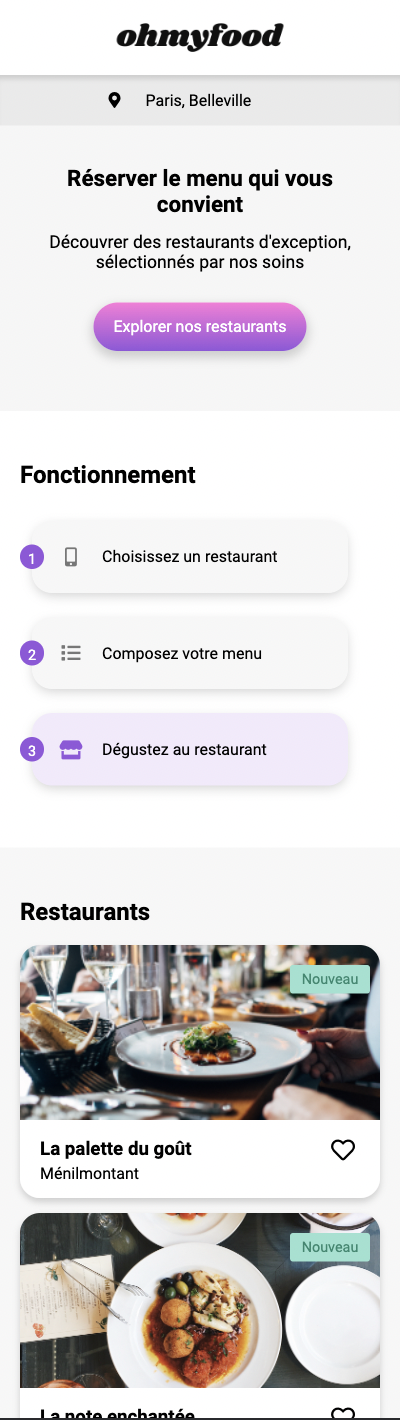 ohmyfood
Paris, Belleville
Réserver le menu qui vous
convient
Découvrer des restaurants d'exception,
sélectionnés par nos soins
Explorer nos restaurants
Fonctionnement
1 Choisissez un restaurant
2 Composez votre menu
3 Dégustez au restaurant
Restaurants
Nouveau
La palette du goût
Ménilmontant
Nouveau
La note enchantée